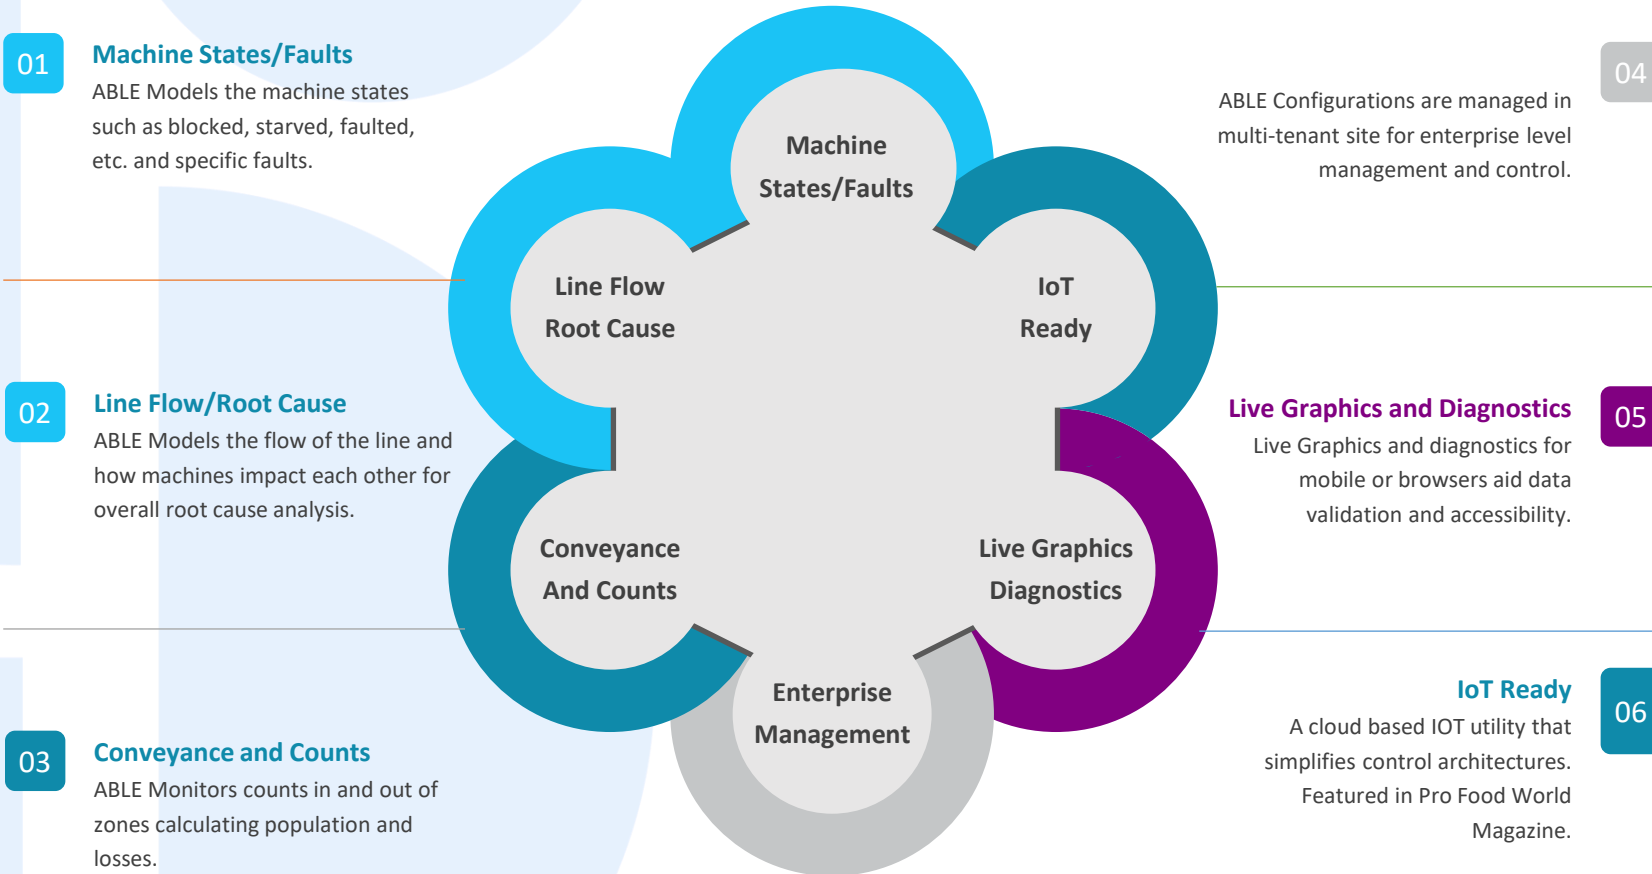 01
Machine States/Faults
ABLE Models the machine states
such as blocked, starved, faulted,
etc. and specific faults.
02
Line Flow/Root Cause
ABLE Models the flow of the line and
how machines impact each other for
overall root cause analysis.
03
Conveyance and Counts
ABLE Monitors counts in and out of
zones calculating population and
losses.
Machine
States/Faults
Line Flow
Root Cause
IoT
Ready
Conveyance
And Counts
Live Graphics
Diagnostics
Enterprise
Management
04
ABLE Configurations are managed in
multi-tenant site for enterprise level
management and control.
Live Graphics and Diagnostics
05
Live Graphics and diagnostics for
mobile or browsers aid data
validation and accessibility.
IoT Ready
06
A cloud based IOT utility that
simplifies control architectures.
Featured in Pro Food World
Magazine.